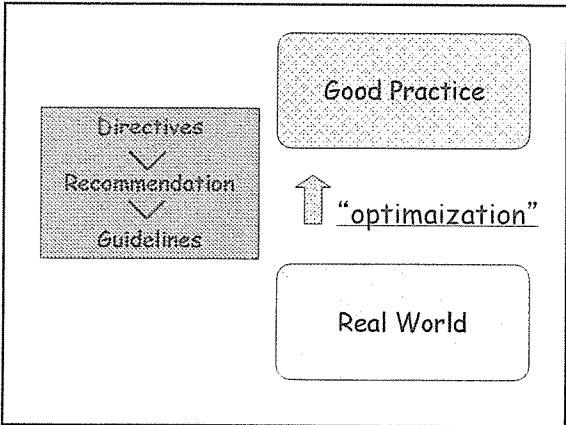 Good Practice
Directives
Recommendation
Guidelines
"optimaization"
Real World